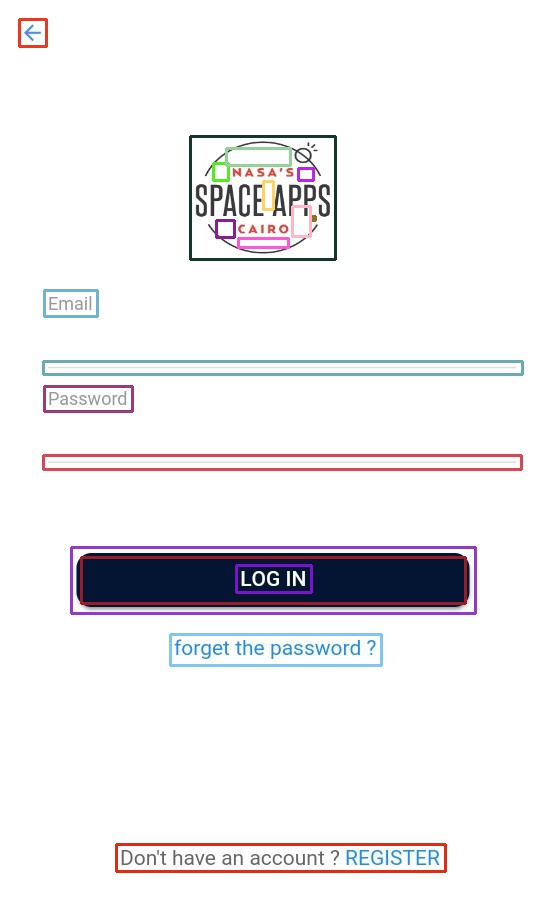 NASA'S
SPACE APPS
CAIRO
Email
Password
LOG IN
forget the password ?
Don't have an account ? REGISTER